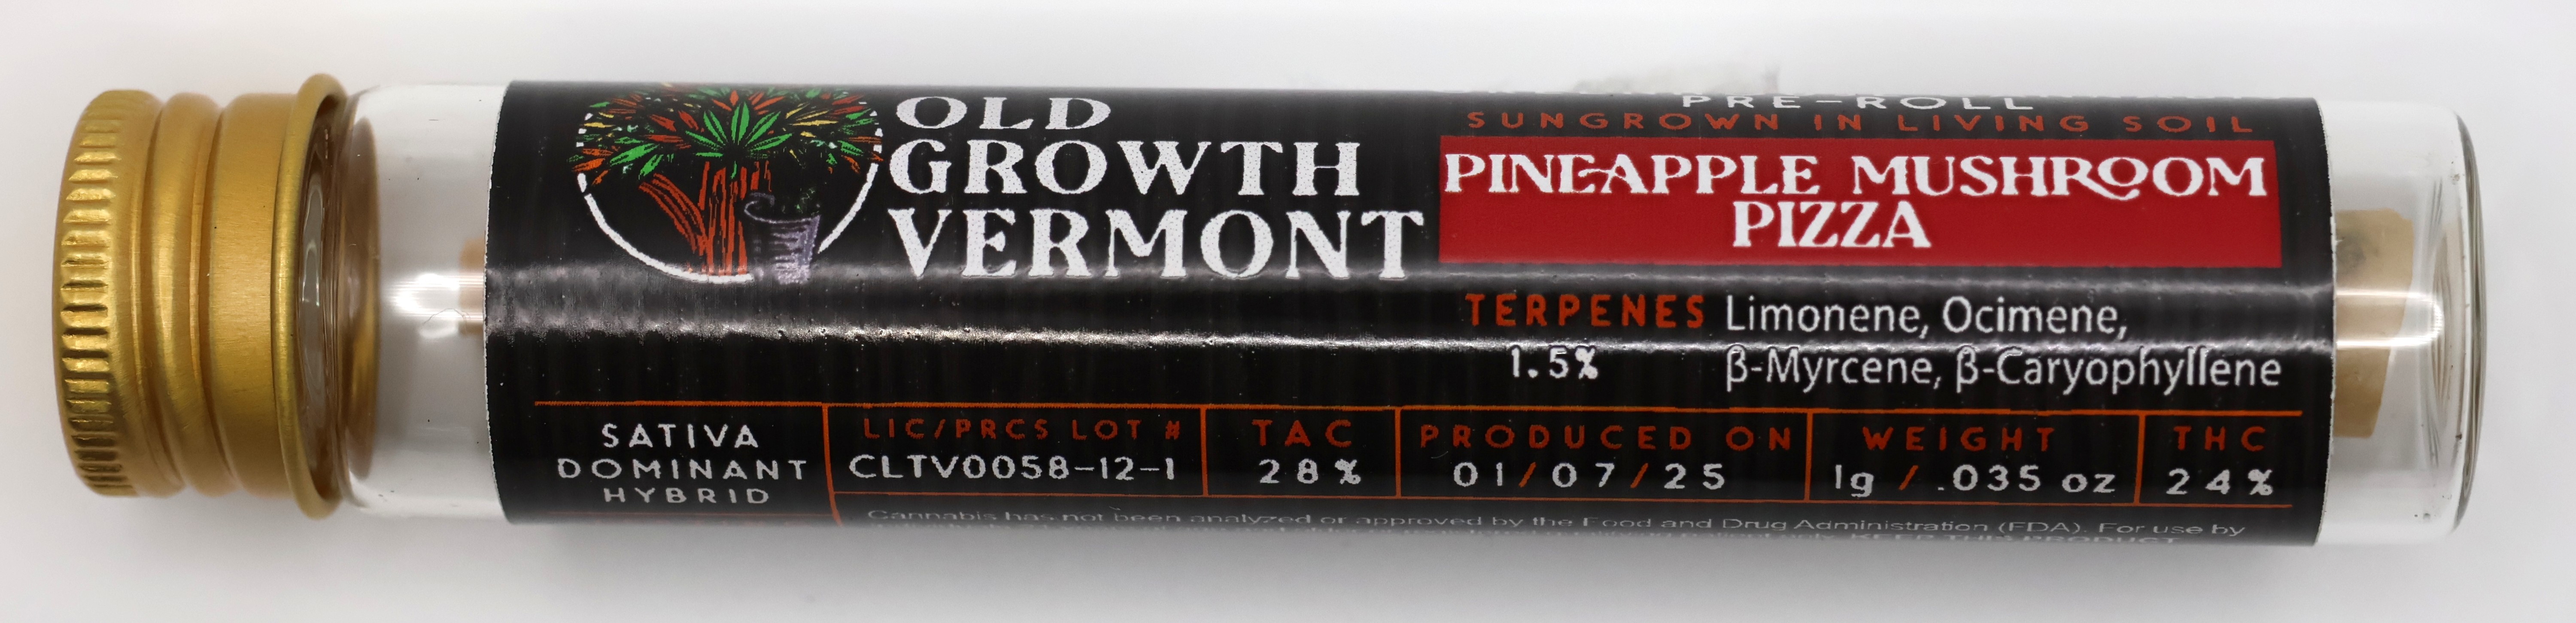 OLD
GROWTH
VERMONT
PRE-ROLL
SUNGROWN IN LIVING SOIL
PINEAPPLE MUSHROOM
PIZZA
TERPENES Limonene, Ocimene,
1.5% β-Myrcene, β-Caryophyllene
SATIVA
DOMINANT
HYBRID
LIC/PRCS LOT #
CLTV0058-12-1
TAC
28%
PRODUCED ON
01/07/25
WEIGHT
1g / .035 oz
THC
24%
Cannabis has not been analyzed or approved by the Food and Drug Administration (FDA). For use by
KEEP THIS PRODUCT